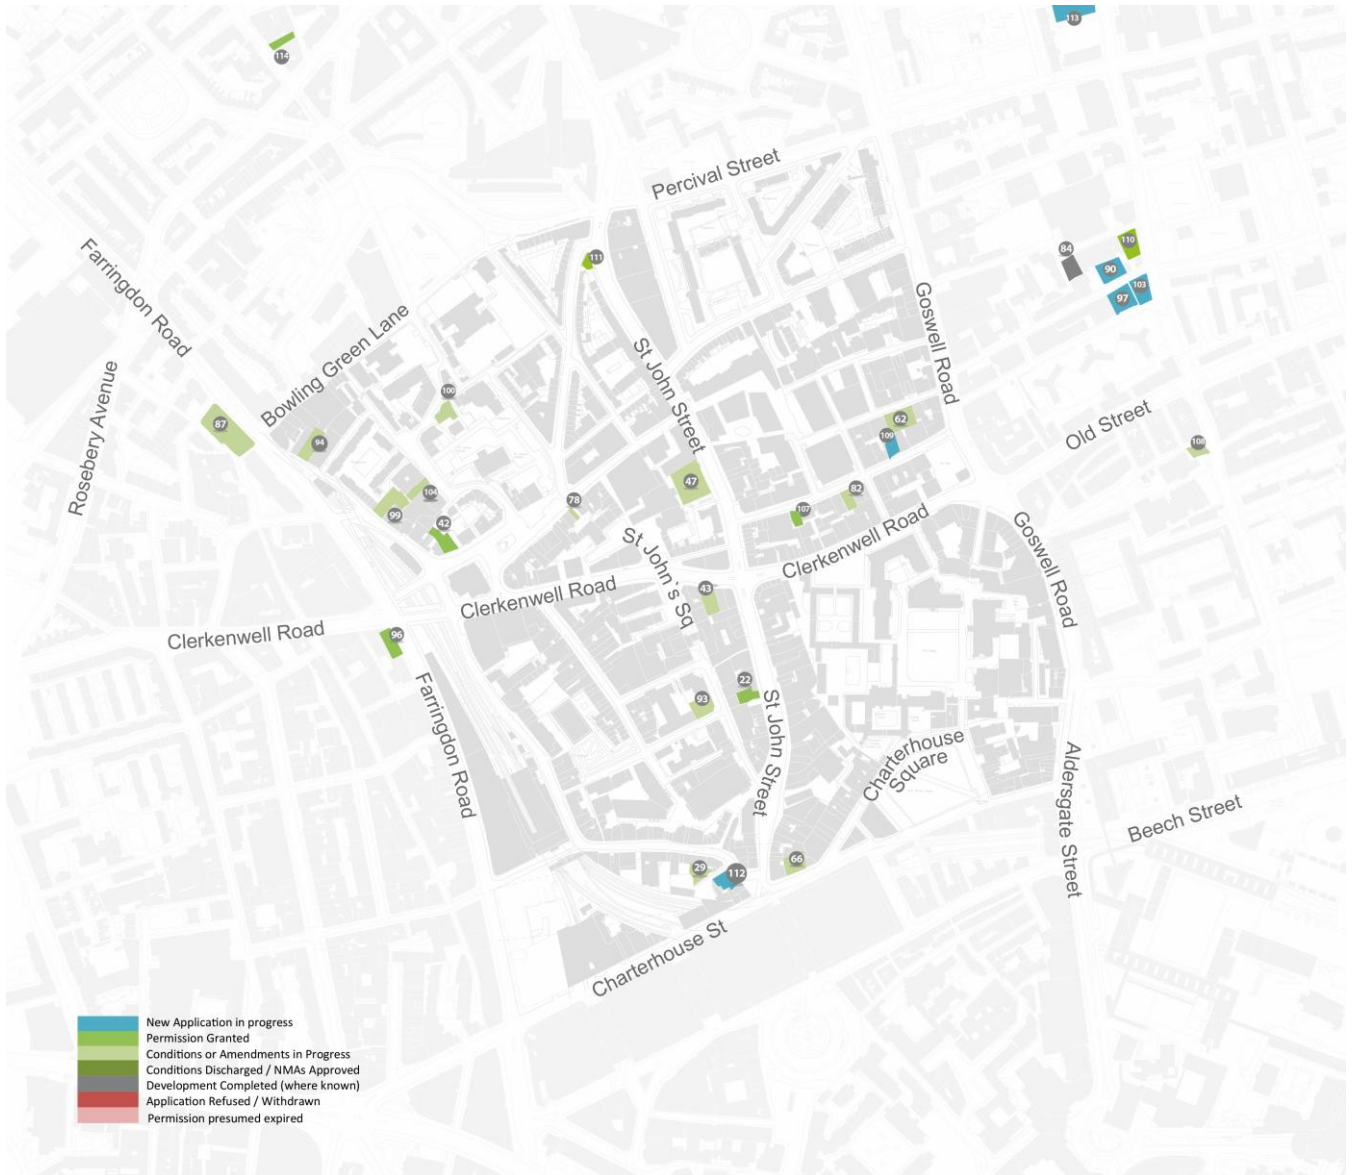 113
114
Percival Street
110
84
111
90
103
97
Farringdon Road
Goswell Road
Bowling Green Lane
St John Street
Rosebery Avenue
100
87
94
62
109
Old Street
108
47
104
82
78
99
107
42
Goswell Road
Clerkenwell Road
St John`s Sq
43
Clerkenwell Road
Clerkenwell Road
96
22
93
Farringdon Road
St John Street
Charterhouse
Square
Aldersgate Street
Beech Street
66
29
112
Charterhouse St
New Application in progress
Permission Granted
Conditions or Amendments in Progress
Conditions Discharged / NMAs Approved
Development Completed (where known)
Application Refused / Withdrawn
Permission presumed expired